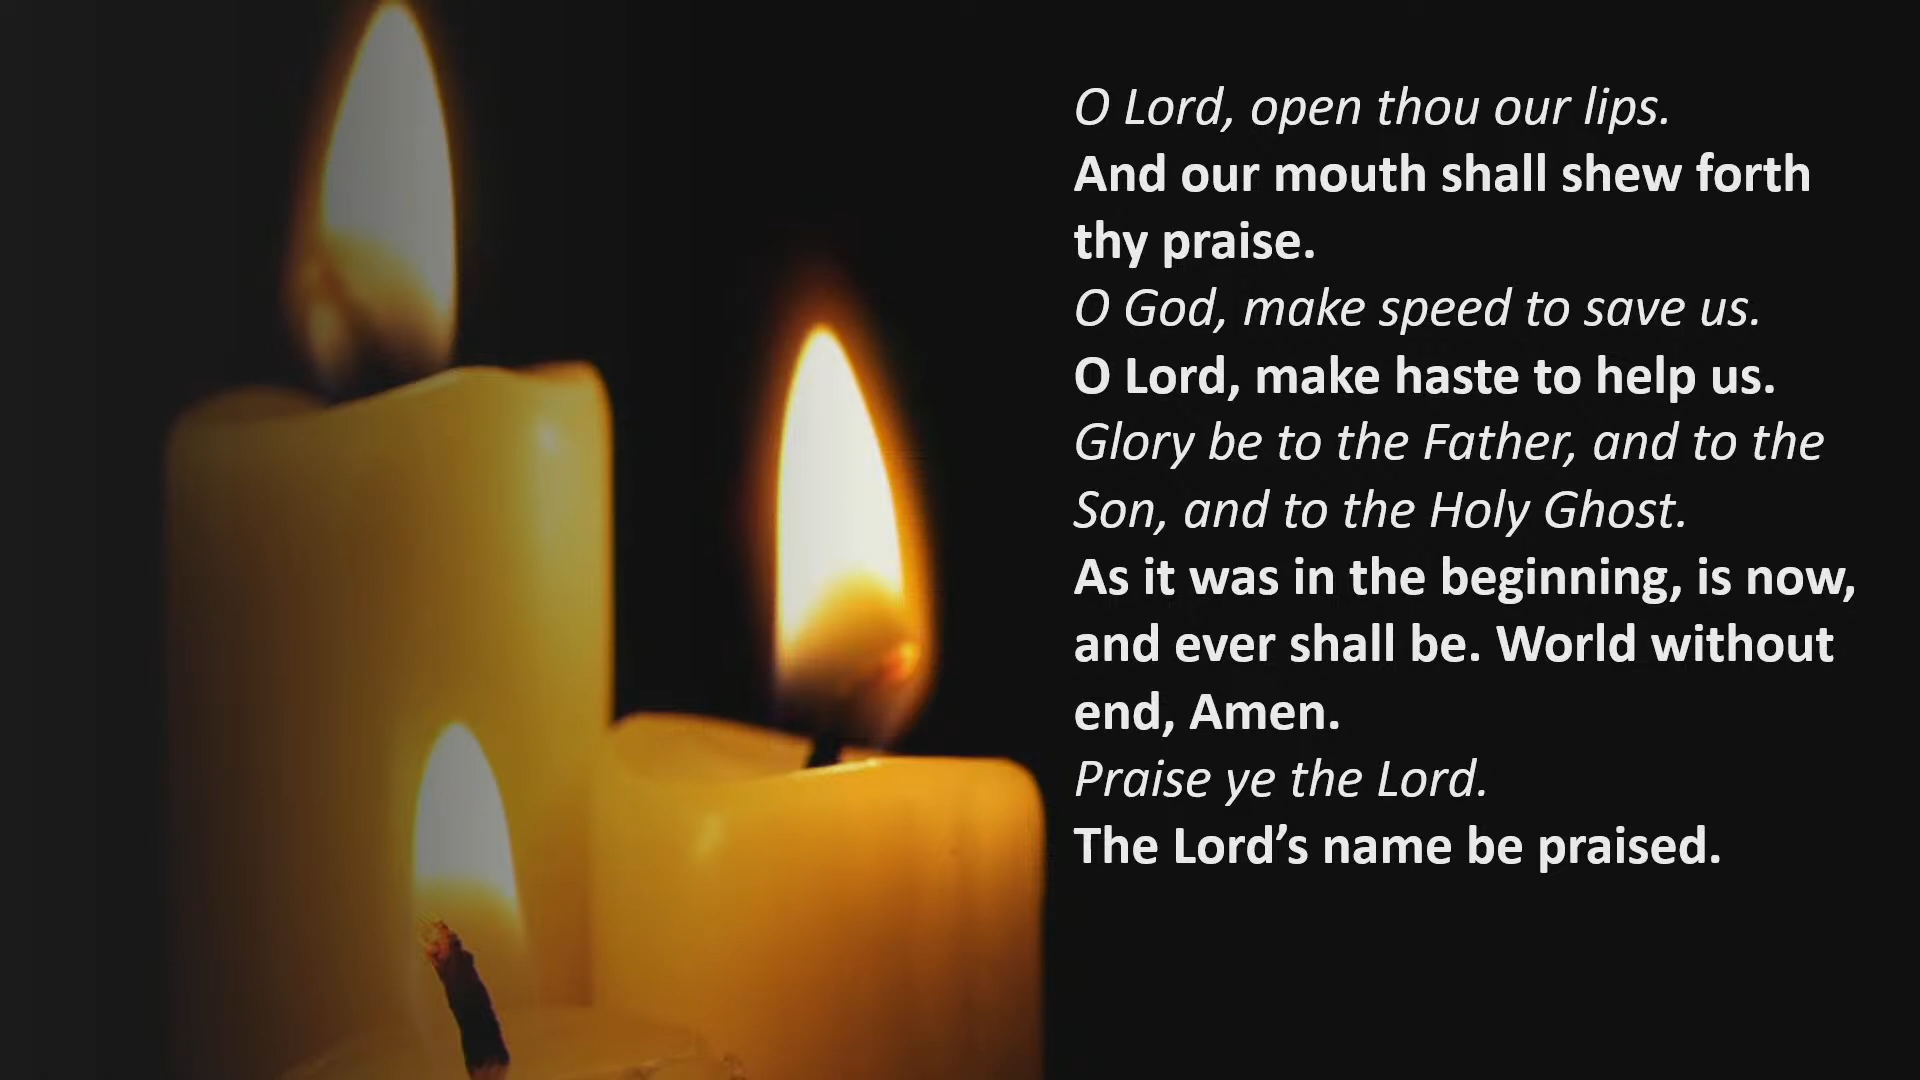 O Lord, open thou our lips.
And our mouth shall shew forth
thy praise.
O God, make speed to save us.
O Lord, make haste to help us.
Glory be to the Father, and to the
Son, and to the Holy Ghost.
As it was in the beginning, is now,
and ever shall be. World without
end, Amen.
Praise ye the Lord.
The Lord’s name be praised.